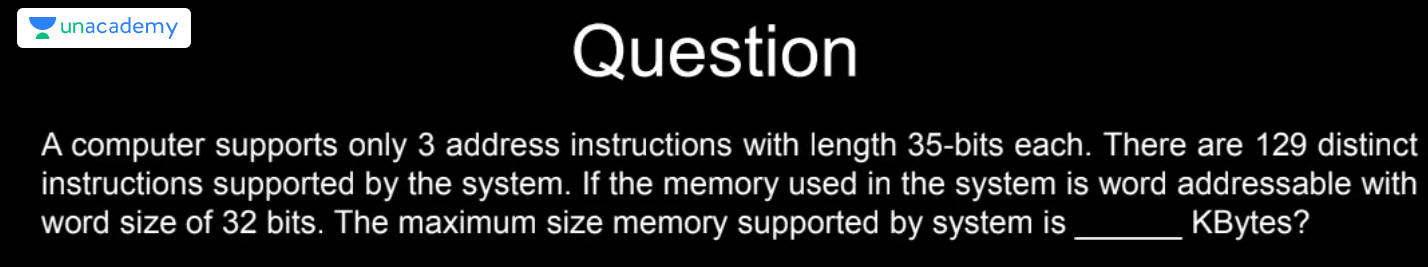 unacademy
Question
A computer supports only 3 address instructions with length 35-bits each. There are 129 distinct
instructions supported by the system. If the memory used in the system is word addressable with
word size of 32 bits. The maximum size memory supported by system is ______ KBytes?